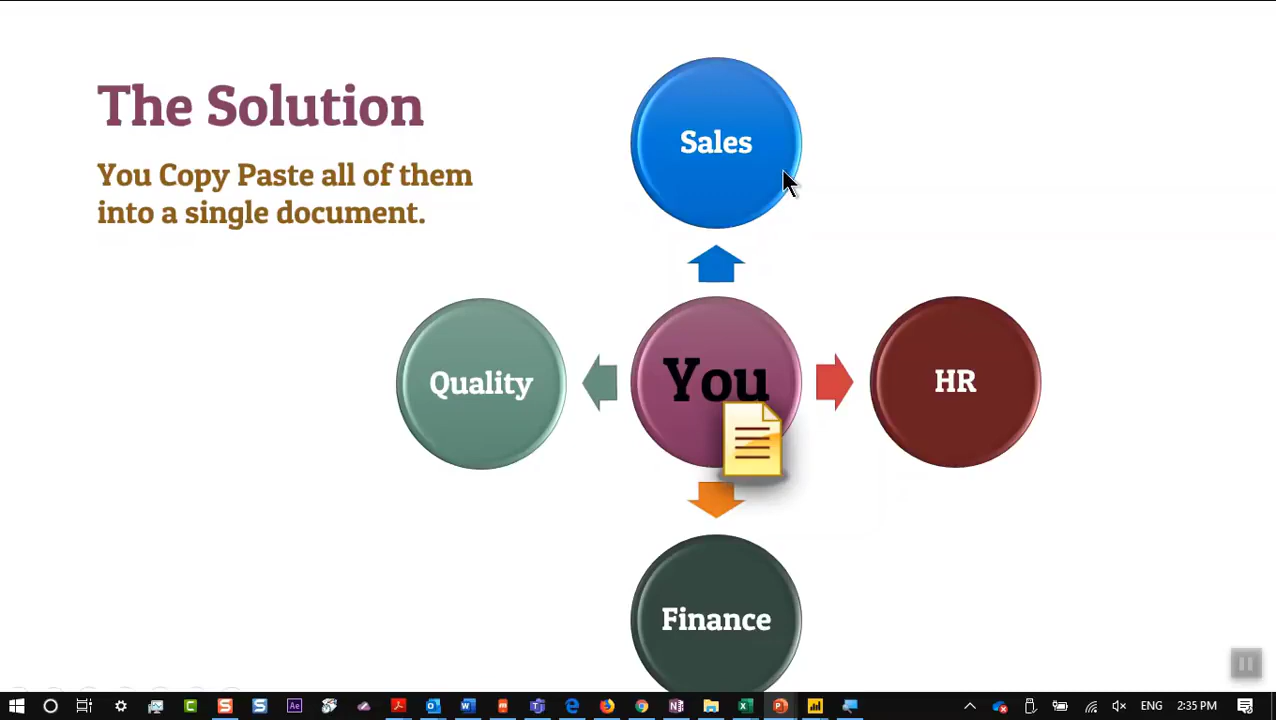 The Solution
You Copy Paste all of them
into a single document.
Sales
Quality
You
HR
Finance
ENG
2:35 PM